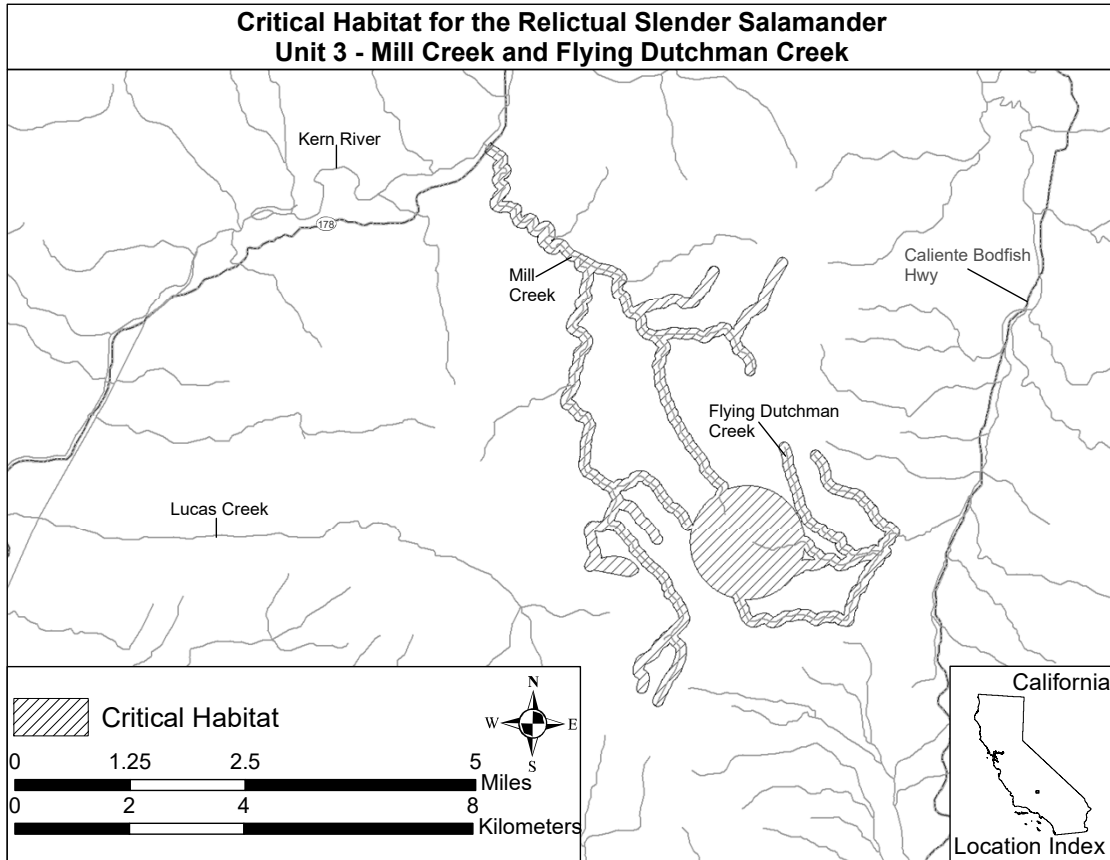 Critical Habitat for the Relictual Slender Salamander
Unit 3 - Mill Creek and Flying Dutchman Creek
Kern River
178
Mill
Creek
Caliente Bodfish
Hwy
Flying Dutchman
Creek
Lucas Creek
Critical Habitat
N
W
E
S
0 1.25 2.5 5
Miles
0 2 4 8
Kilometers
California
Location Index